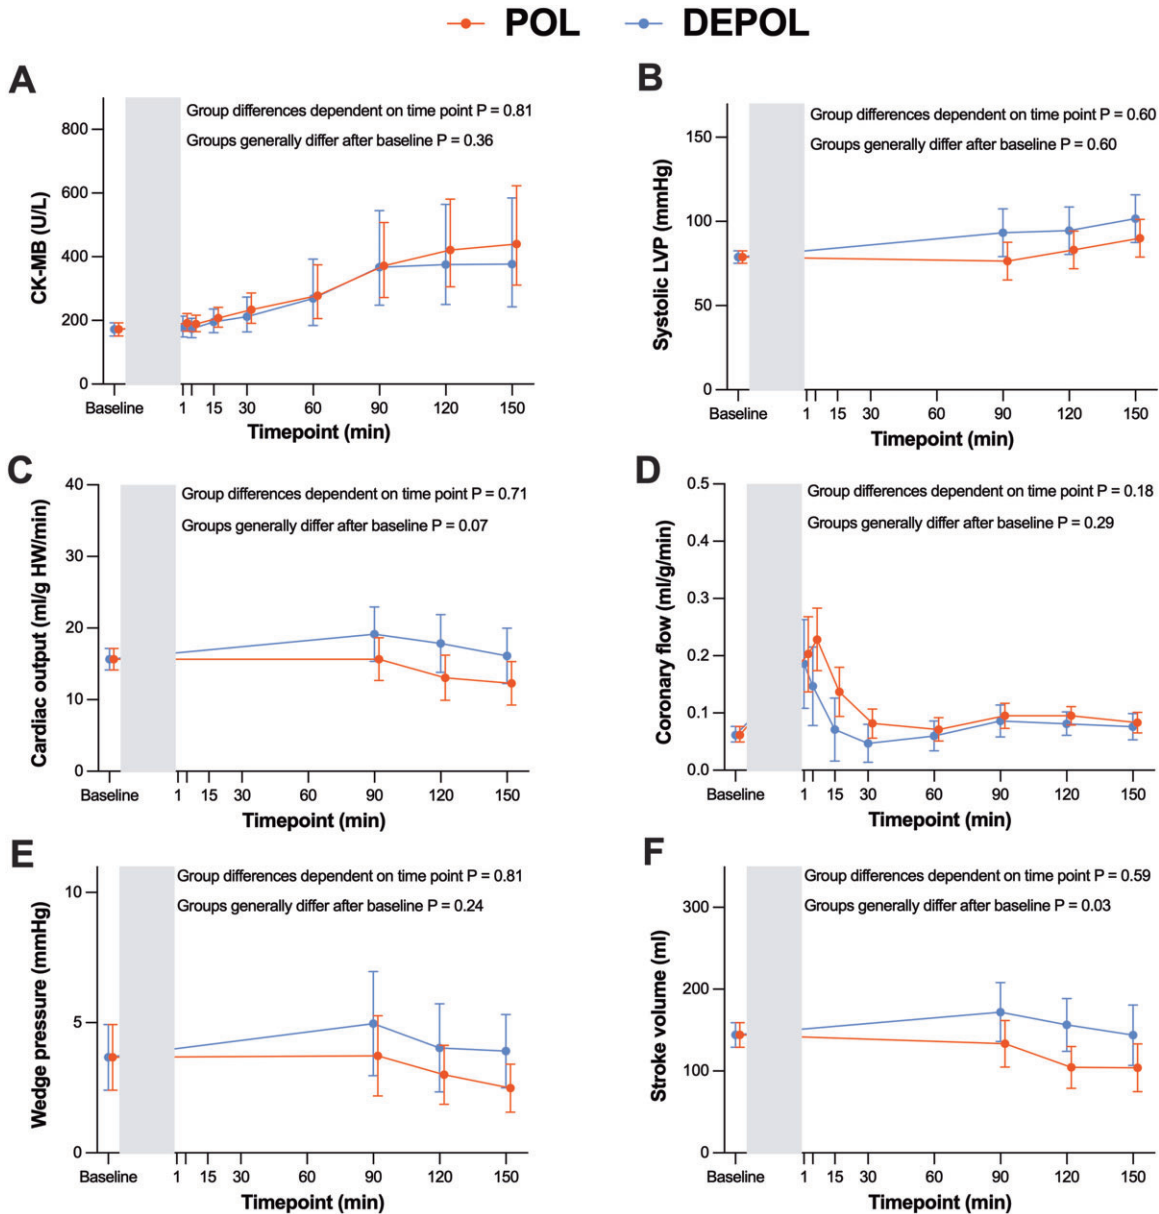 POL DEPOL
A
Group differences dependent on time point P = 0.81
Groups generally differ after baseline P = 0.36
CK-MB (U/L)
800
600
400
200
0
Baseline 1 15 30 60 90 120 150
Timepoint (min)
B
Group differences dependent on time point P = 0.60
Groups generally differ after baseline P = 0.60
Systolic LVP (mmHg)
150
100
50
0
Baseline 1 15 30 60 90 120 150
Timepoint (min)
C
Group differences dependent on time point P = 0.71
Groups generally differ after baseline P = 0.07
Cardiac output (ml/g HW/min)
40
30
20
10
0
Baseline 1 15 30 60 90 120 150
Timepoint (min)
D
Group differences dependent on time point P = 0.18
Groups generally differ after baseline P = 0.29
Coronary flow (ml/g/min)
0.5
0.4
0.3
0.2
0.1
0.0
Baseline 1 15 30 60 90 120 150
Timepoint (min)
E
Group differences dependent on time point P = 0.81
Groups generally differ after baseline P = 0.24
Wedge pressure (mmHg)
10
5
0
Baseline 1 15 30 60 90 120 150
Timepoint (min)
F
Group differences dependent on time point P = 0.59
Groups generally differ after baseline P = 0.03
Stroke volume (ml)
300
200
100
0
Baseline 1 15 30 60 90 120 150
Timepoint (min)